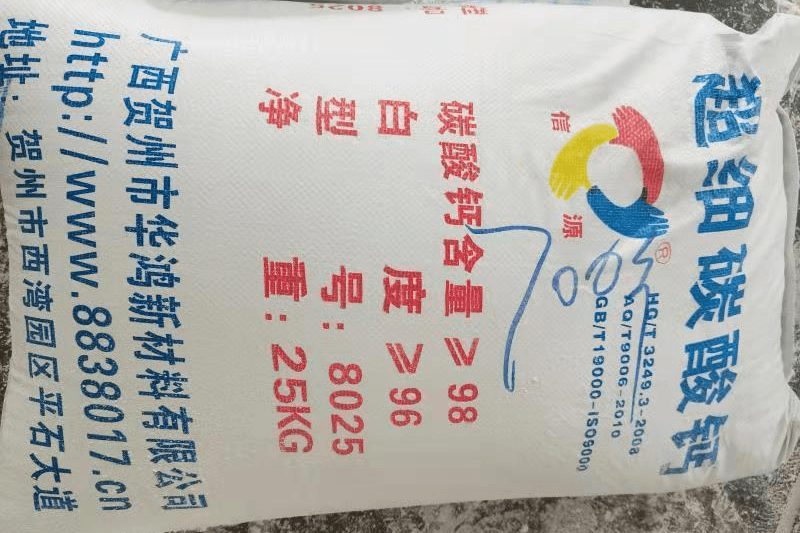 超细碳酸钙
信 源
®
HG/T 3249.3-2008
AQ/T9006-2010
GB/T19000-ISO9000
碳酸钙含量≥98
白 度≥96
型 号：8025
净 重：25KG
广西贺州市华鸿新材料有限公司
http://www.8838017.cn
地址：贺州市西湾园区平石大道